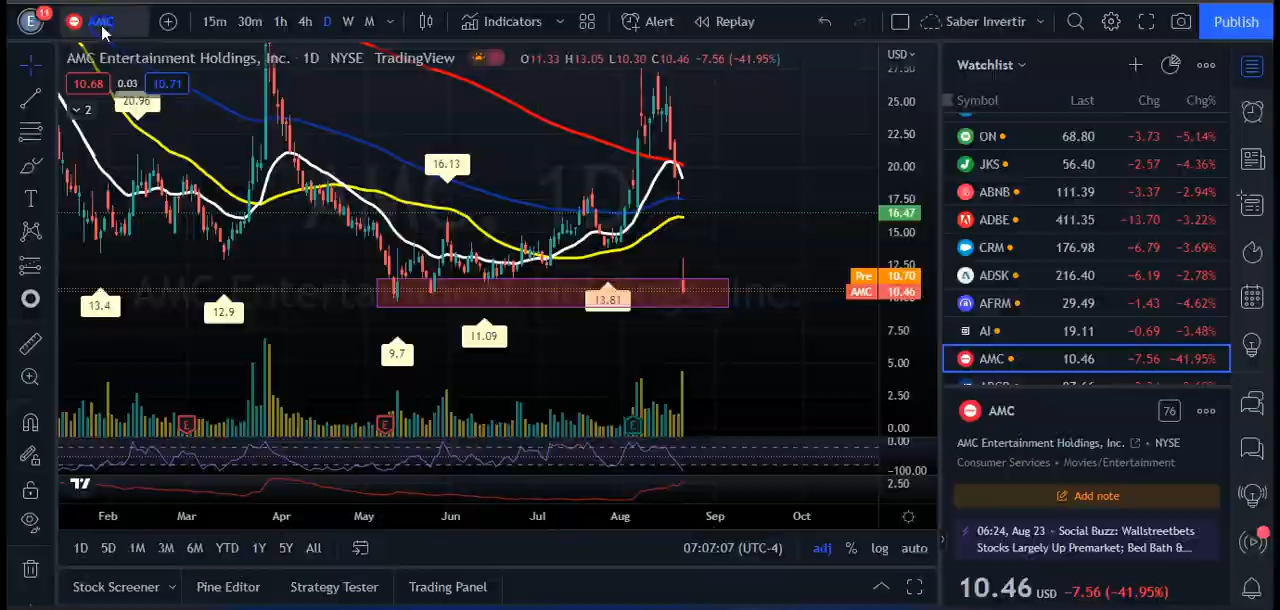 E 11 AMC 15m 30m 1h 4h D W M Indicators Alert Replay Saber Invertir Publish
AMC Entertainment Holdings, Inc. · 1D · NYSE TradingView O11.33 H13.05 L10.30 C10.46 −7.56 (−41.95%)
10.68 0.03 10.71
2
20.96
16.13
13.4
12.9
9.7
11.09
13.81
AMC, 1D
AMC Entertainment Holdings, Inc.
USD
27.50
25.00
22.50
20.00
17.50
16.47
15.00
12.50
Pre 10.70
AMC 10.46
7.50
5.00
2.50
0.00
0.00
−100.00
2.50
E E E
Feb Mar Apr May Jun Jul Aug Sep Oct
1D 5D 1M 3M 6M YTD 1Y 5Y All 07:07:07 (UTC-4) adj % log auto
Stock Screener Pine Editor Strategy Tester Trading Panel
Watchlist
Symbol Last Chg Chg%
ON 68.80 −3.73 −5.14%
JKS 56.40 −2.57 −4.36%
ABNB 111.39 −3.37 −2.94%
ADBE 411.35 −13.70 −3.22%
CRM 176.98 −6.79 −3.69%
ADSK 216.40 −6.19 −2.78%
AFRM 29.49 −1.43 −4.62%
AI 19.11 −0.69 −3.48%
AMC 10.46 −7.56 −41.95%
AMC 76
AMC Entertainment Holdings, Inc. • NYSE
Consumer Services • Movies/Entertainment
Add note
06:24, Aug 23 • Social Buzz: Wallstreetbets
Stocks Largely Up Premarket; Bed Bath &...
10.46 USD −7.56 (−41.95%)